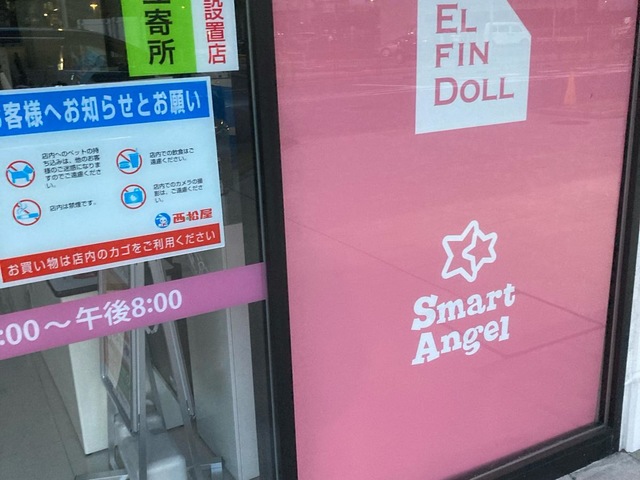 寄所
設置店
客様へお知らせとお願い
店内へのペットの持
ち込みは、他のお客
様のご迷惑になりま
すのでご遠慮くださ
い。
店内での飲食はご
遠慮ください。
店内は禁煙です。
店内でのカメラの撮
影は、ご遠慮くださ
い。
西松屋
お買い物は店内のカゴをご利用ください
:00～午後8:00
EL
FIN
DOLL
Smart
Angel